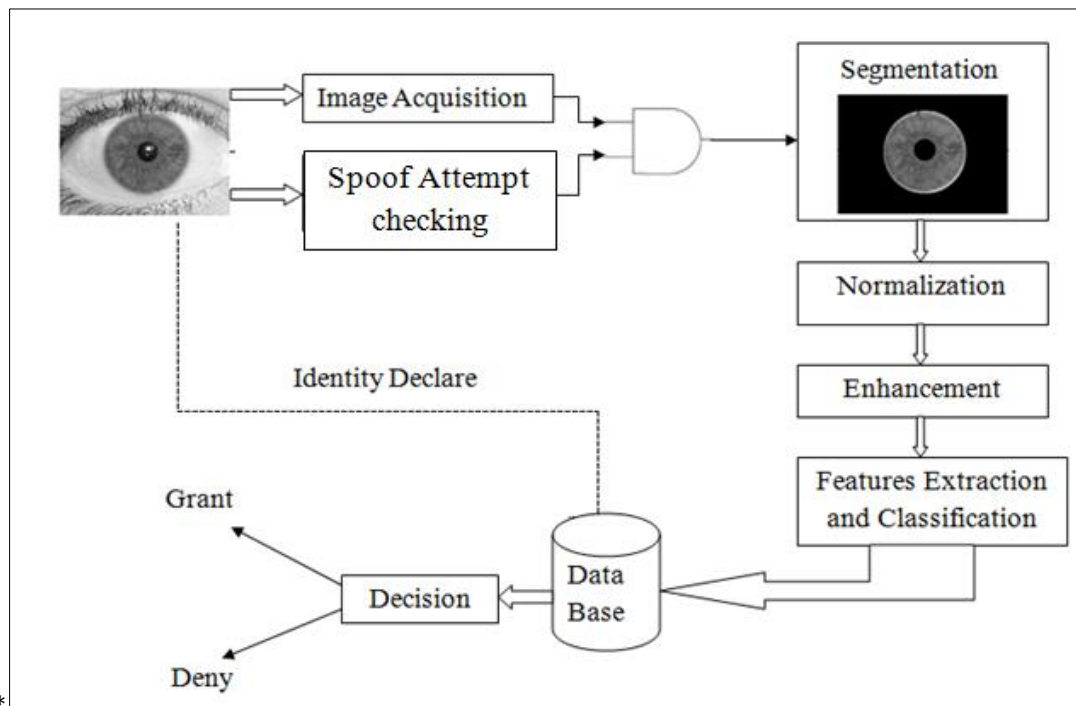 Segmentation
Image Acquisition
Spoof Attempt
checking
Normalization
Identity Declare
Enhancement
Features Extraction
and Classification
Grant
Data
Base
Decision
Deny
*